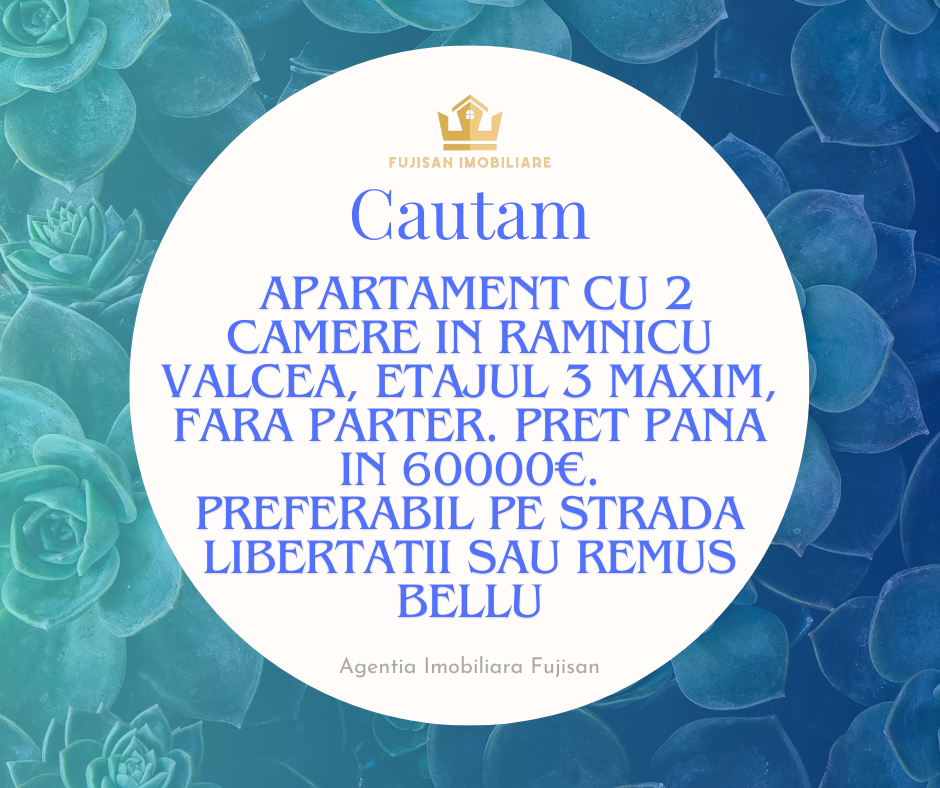 FUJISAN IMOBILIARE
Cautam
APARTAMENT CU 2
CAMERE IN RAMNICU
VALCEA, ETAJUL 3 MAXIM,
FARA PARTER. PRET PANA
IN 60000€.
PREFERABIL PE STRADA
LIBERTATII SAU REMUS
BELLU
Agentia Imobiliara Fujisan